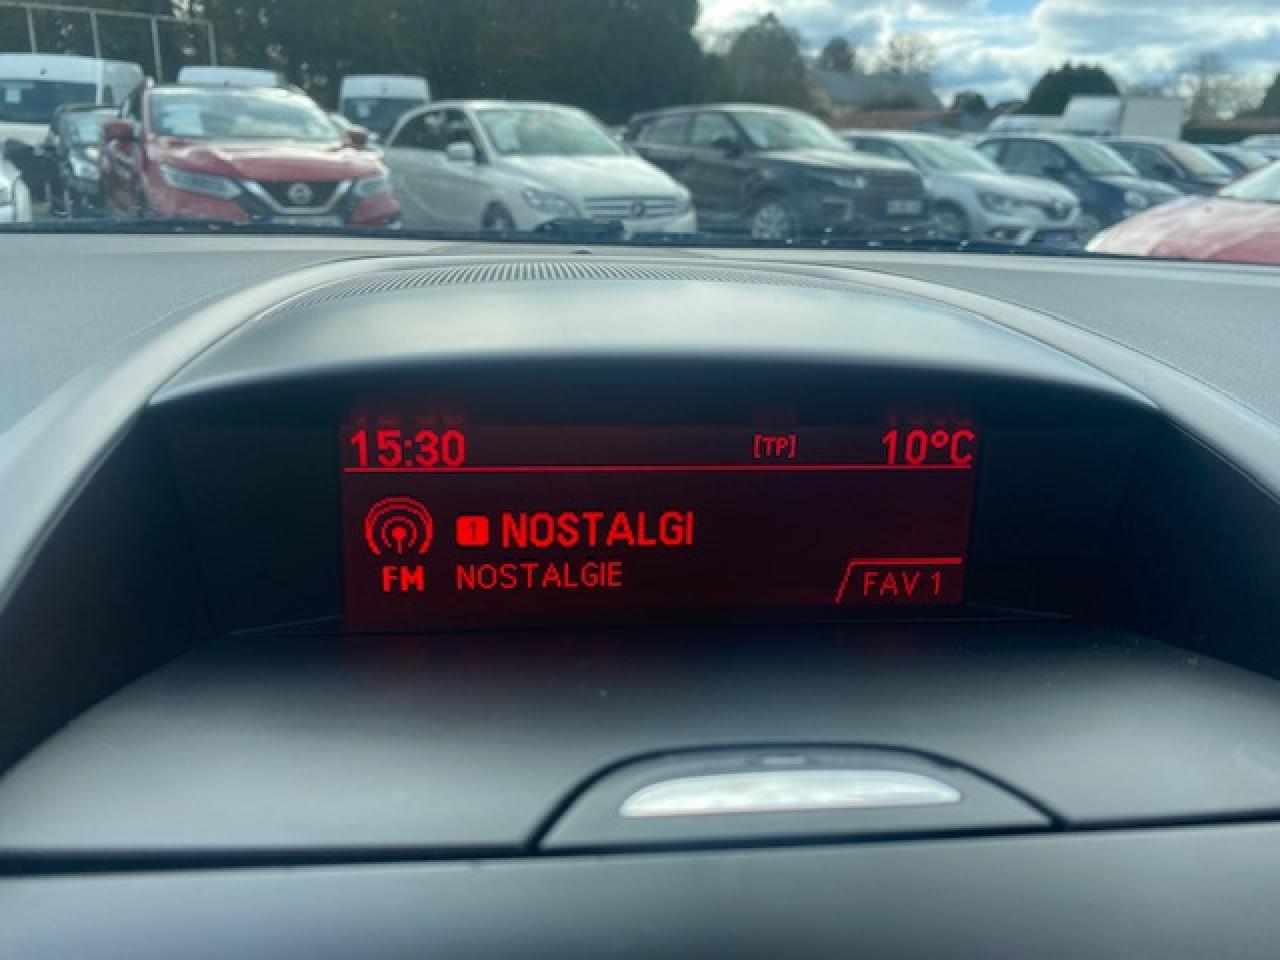 15:30 [TP] 10°C
1 NOSTALGI
FM NOSTALGIE
FAV 1